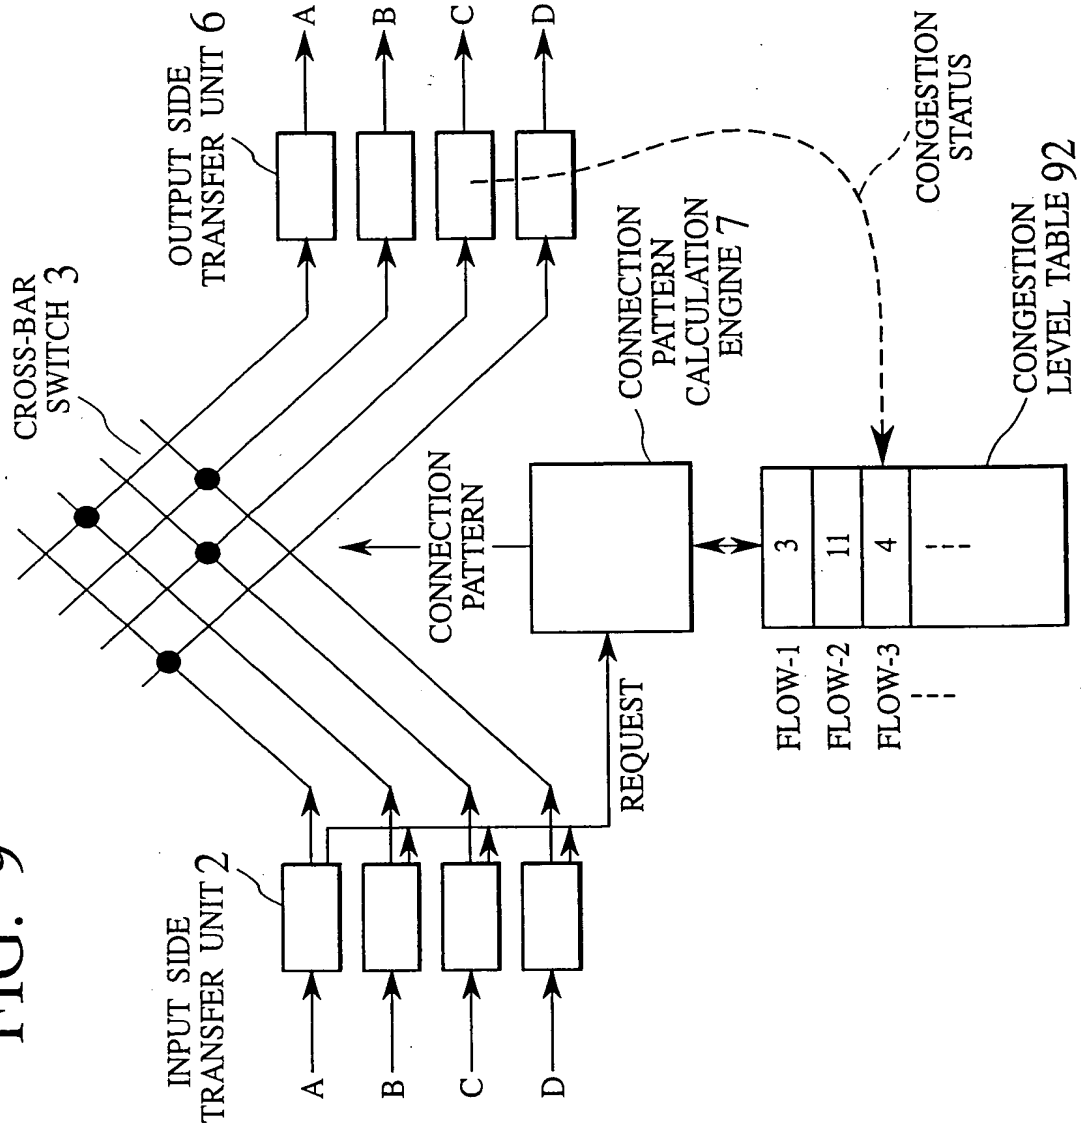 FIG. 9
CROSS-BAR
SWITCH 3
INPUT SIDE
TRANSFER UNIT 2
OUTPUT SIDE
TRANSFER UNIT 6
A
B
C
D
A
B
C
D
REQUEST
CONNECTION
PATTERN
CONNECTION
PATTERN
CALCULATION
ENGINE 7
CONGESTION
STATUS
FLOW-1
FLOW-2
FLOW-3
3
11
4
CONGESTION
LEVEL TABLE 92